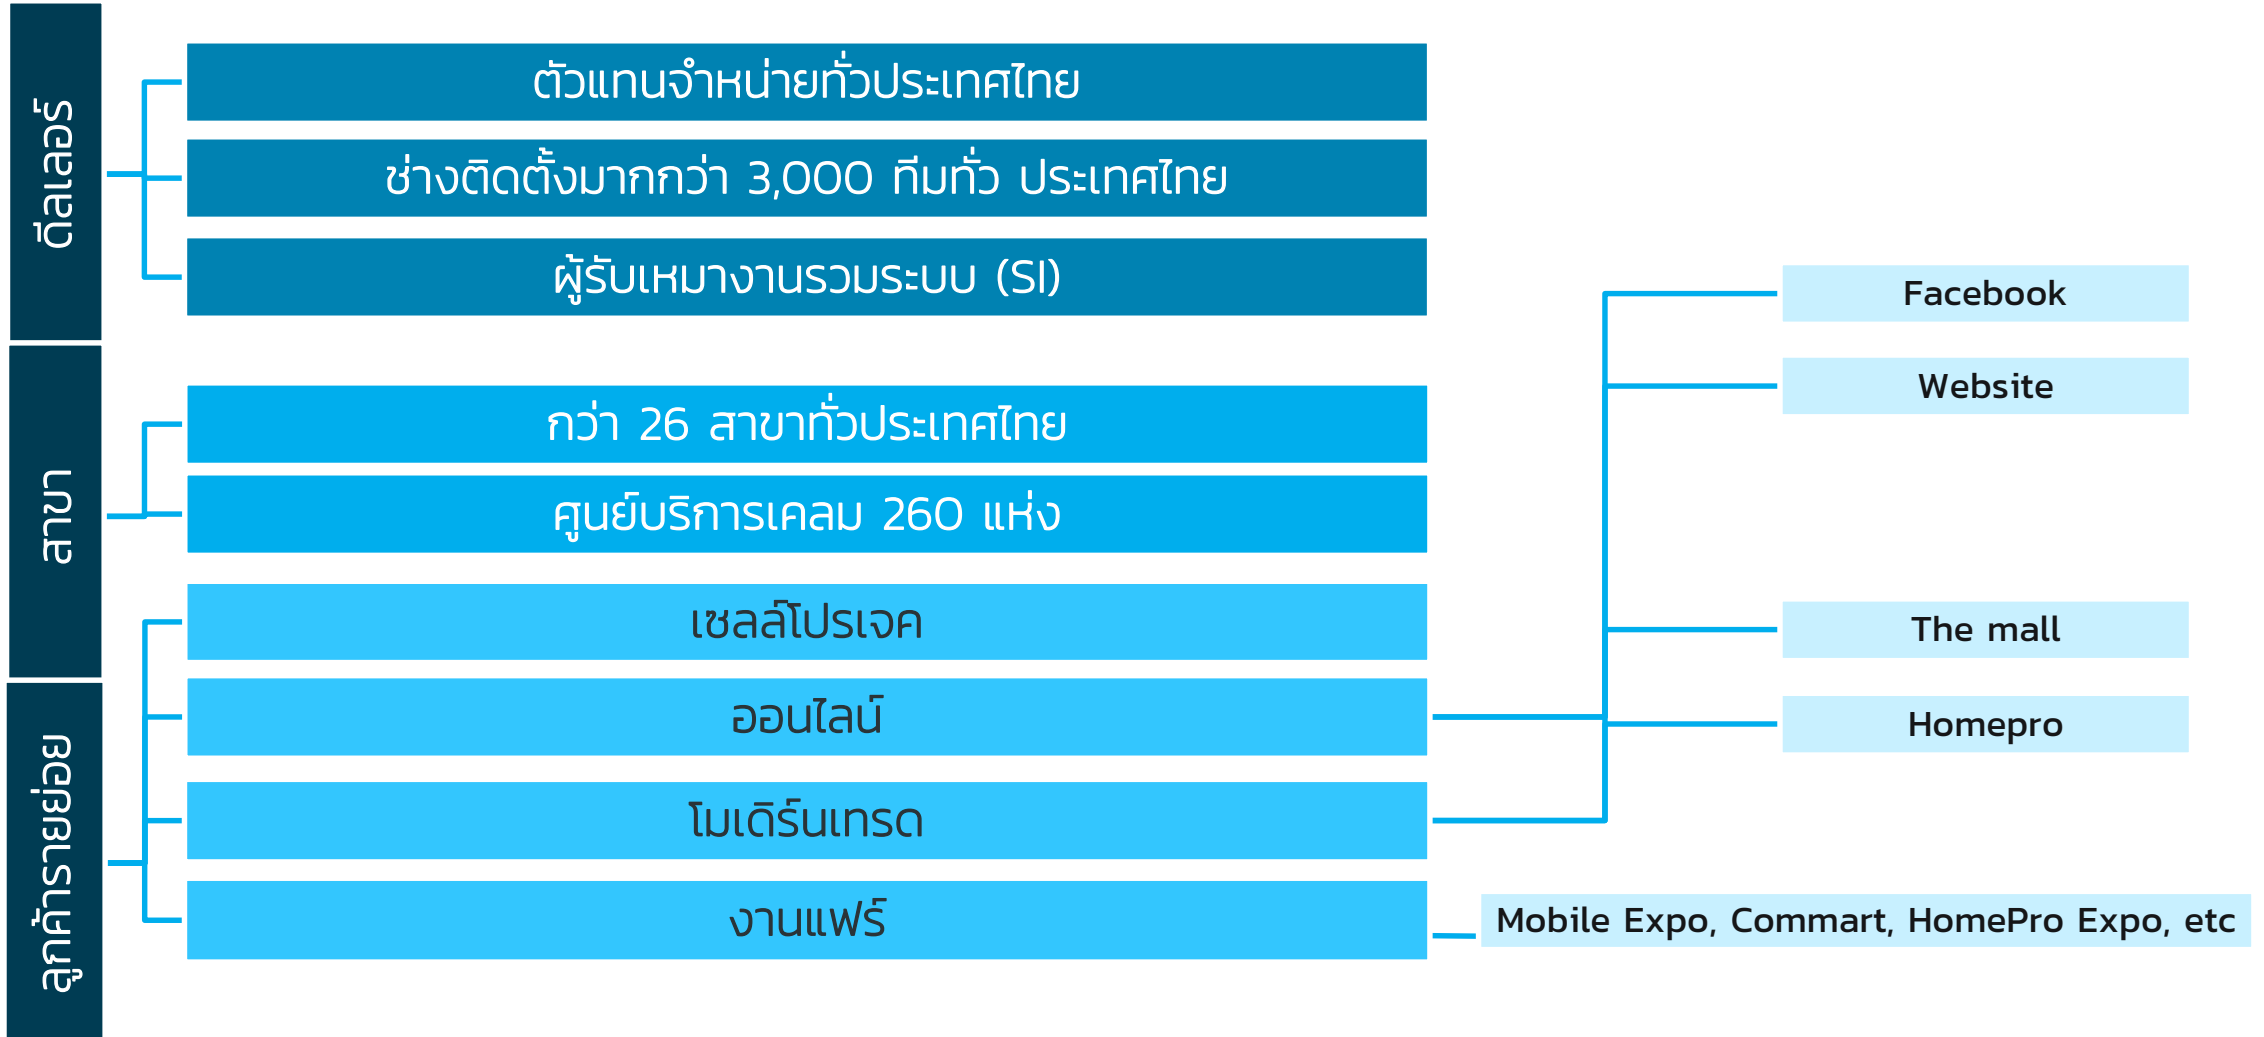 ดีลเลอร์
ตัวแทนจำหน่ายทั่วประเทศไทย
ช่างติดตั้งมากกว่า 3,000 ทีมทั่ว ประเทศไทย
ผู้รับเหมางานรวมระบบ (SI)
สาขา
กว่า 26 สาขาทั่วประเทศไทย
ศูนย์บริการเคลม 260 แห่ง
ลูกค้ารายย่อย
เซลล์โปรเจค
ออนไลน์
โมเดิร์นเทรด
งานแฟร์
Facebook
Website
The mall
Homepro
Mobile Expo, Commart, HomePro Expo, etc